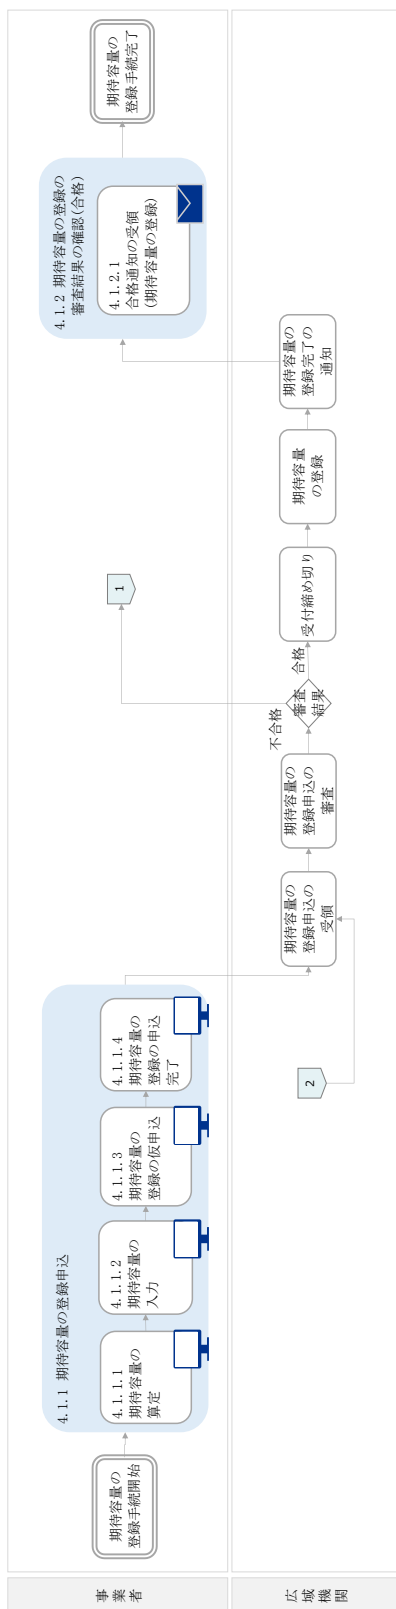 事業者
期待容量の
登録手続開始
4.1.1 期待容量の登録申込
4.1.1.1
期待容量の
算定
4.1.1.2
期待容量の
入力
4.1.1.3
期待容量の
登録の仮申込
4.1.1.4
期待容量の
登録の申込
完了
1
4.1.2 期待容量の登録の
審査結果の確認(合格)
4.1.2.1
合格通知の受領
(期待容量の登録)
期待容量の
登録手続完了
広域機関
2
期待容量の
登録申込の
受領
期待容量の
登録申込の
審査
不合格
審査
結果
合格
受付締め切り
期待容量
の登録
期待容量の
登録完了の
通知